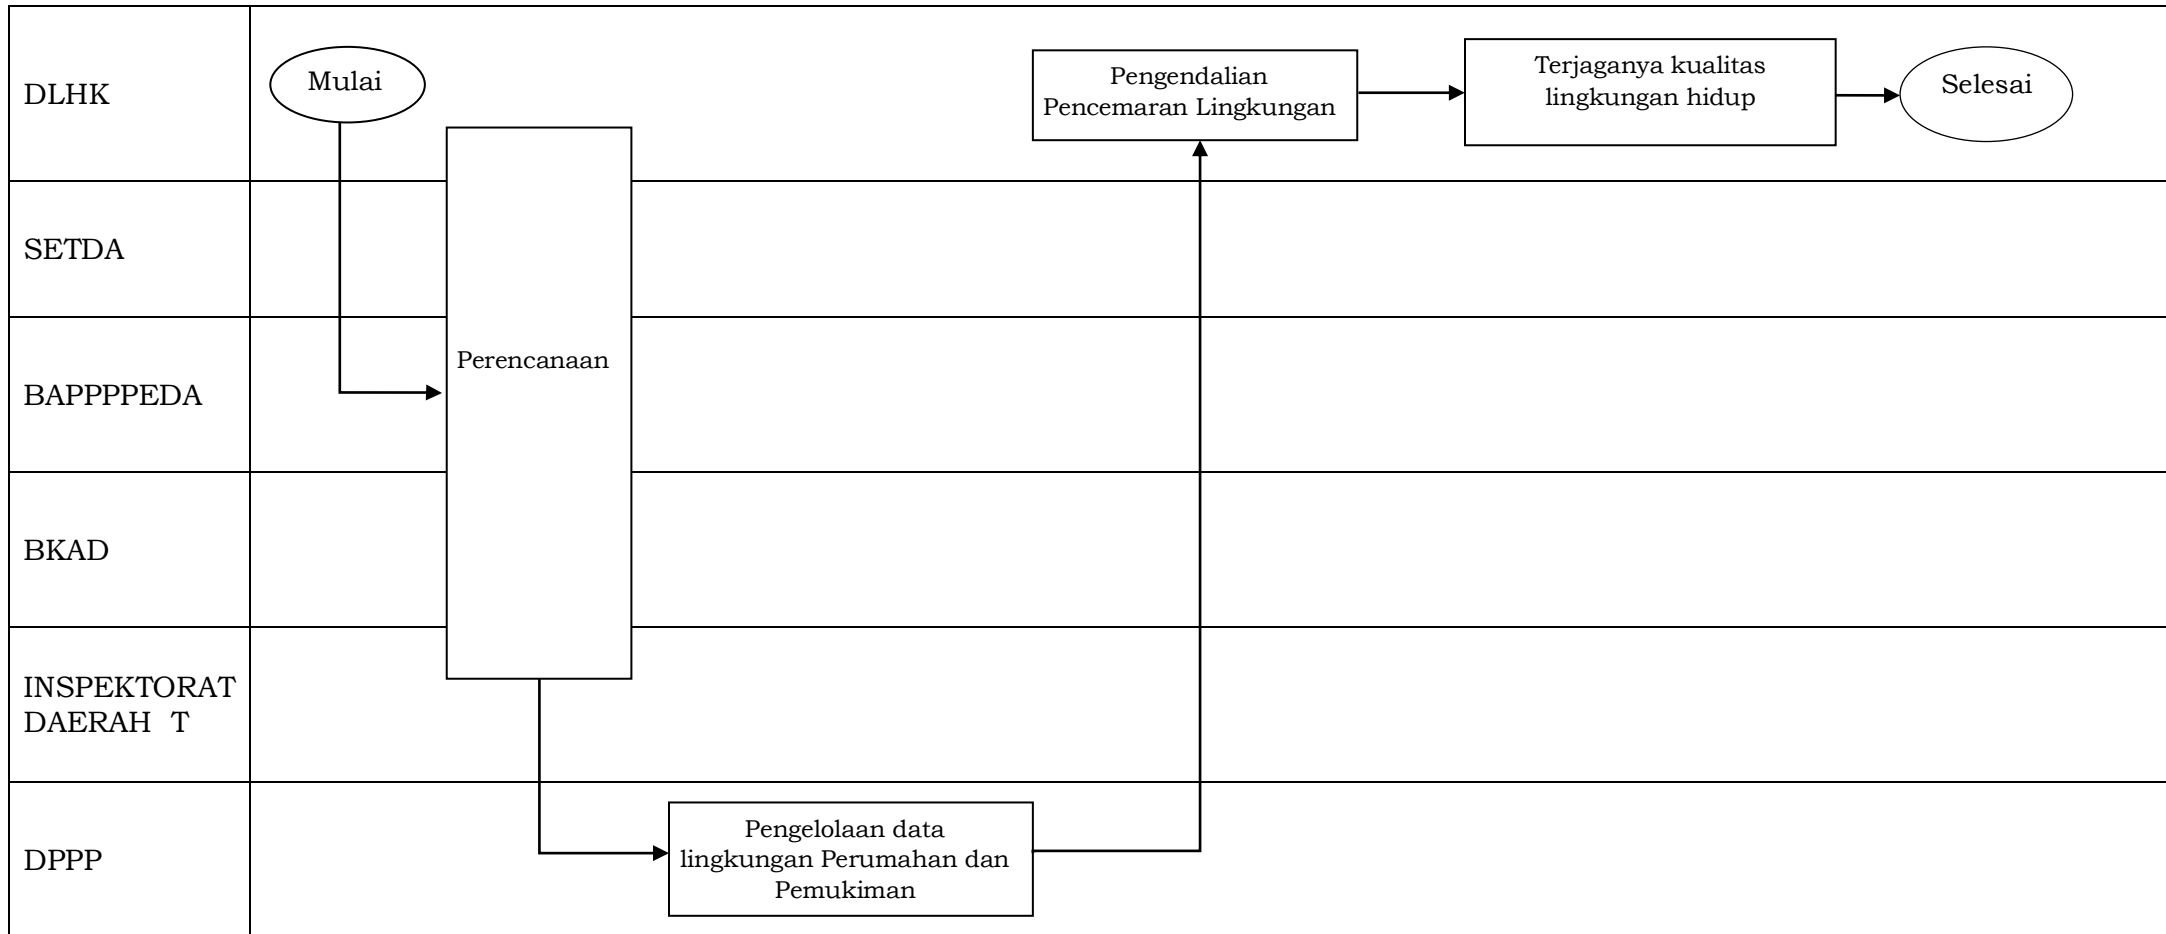 DLHK
Mulai
Pengendalian
Pencemaran Lingkungan
Terjaganya kualitas
lingkungan hidup
Selesai
SETDA
BAPPPPEDA
Perencanaan
BKAD
INSPEKTORAT
DAERAH T
DPPP
Pengelolaan data
lingkungan Perumahan dan
Pemukiman